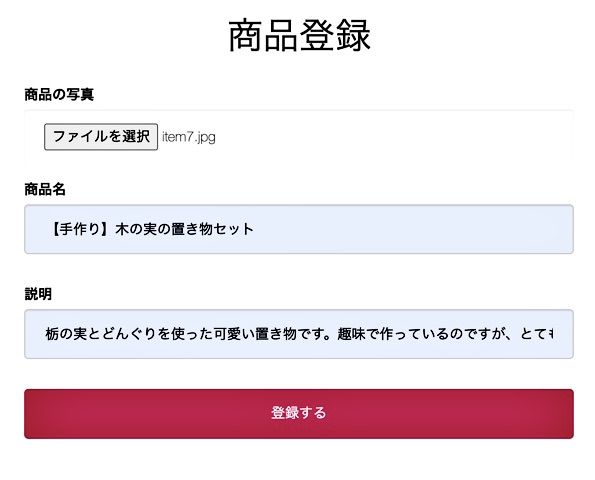 商品登録
商品の写真
ファイルを選択 item7.jpg
商品名
【手作り】木の実の置き物セット
説明
栃の実とどんぐりを使った可愛い置き物です。趣味で作っているのですが、とても
登録する